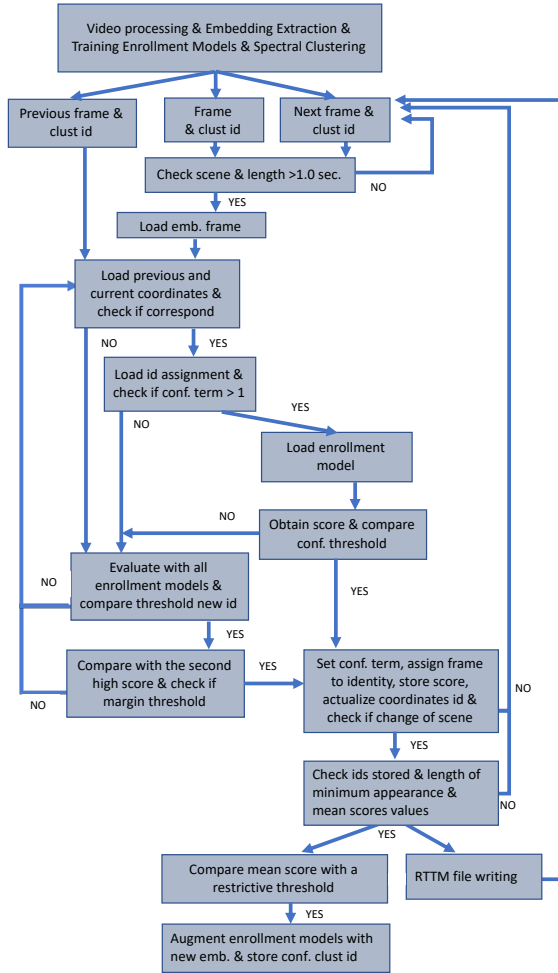 Video processing & Embedding Extraction &
Training Enrollment Models & Spectral Clustering
Previous frame &
clust id
Frame
& clust id
Next frame &
clust id
Check scene & length >1.0 sec.
NO
YES
Load emb. frame
Load previous and
current coordinates &
check if correspond
NO
YES
Load id assignment &
check if conf. term > 1
YES
NO
Load enrollment
model
NO
Obtain score & compare
conf. threshold
Evaluate with all
enrollment models &
compare threshold new id
NO
YES
YES
Compare with the second
high score & check if
margin threshold
YES
NO
Set conf. term, assign frame
to identity, store score,
actualize coordinates id &
check if change of scene
NO
YES
Check ids stored & length of
minimum appearance &
mean scores values
NO
YES
Compare mean score with a
restrictive threshold
RTTM file writing
YES
Augment enrollment models with
new emb. & store conf. clust id